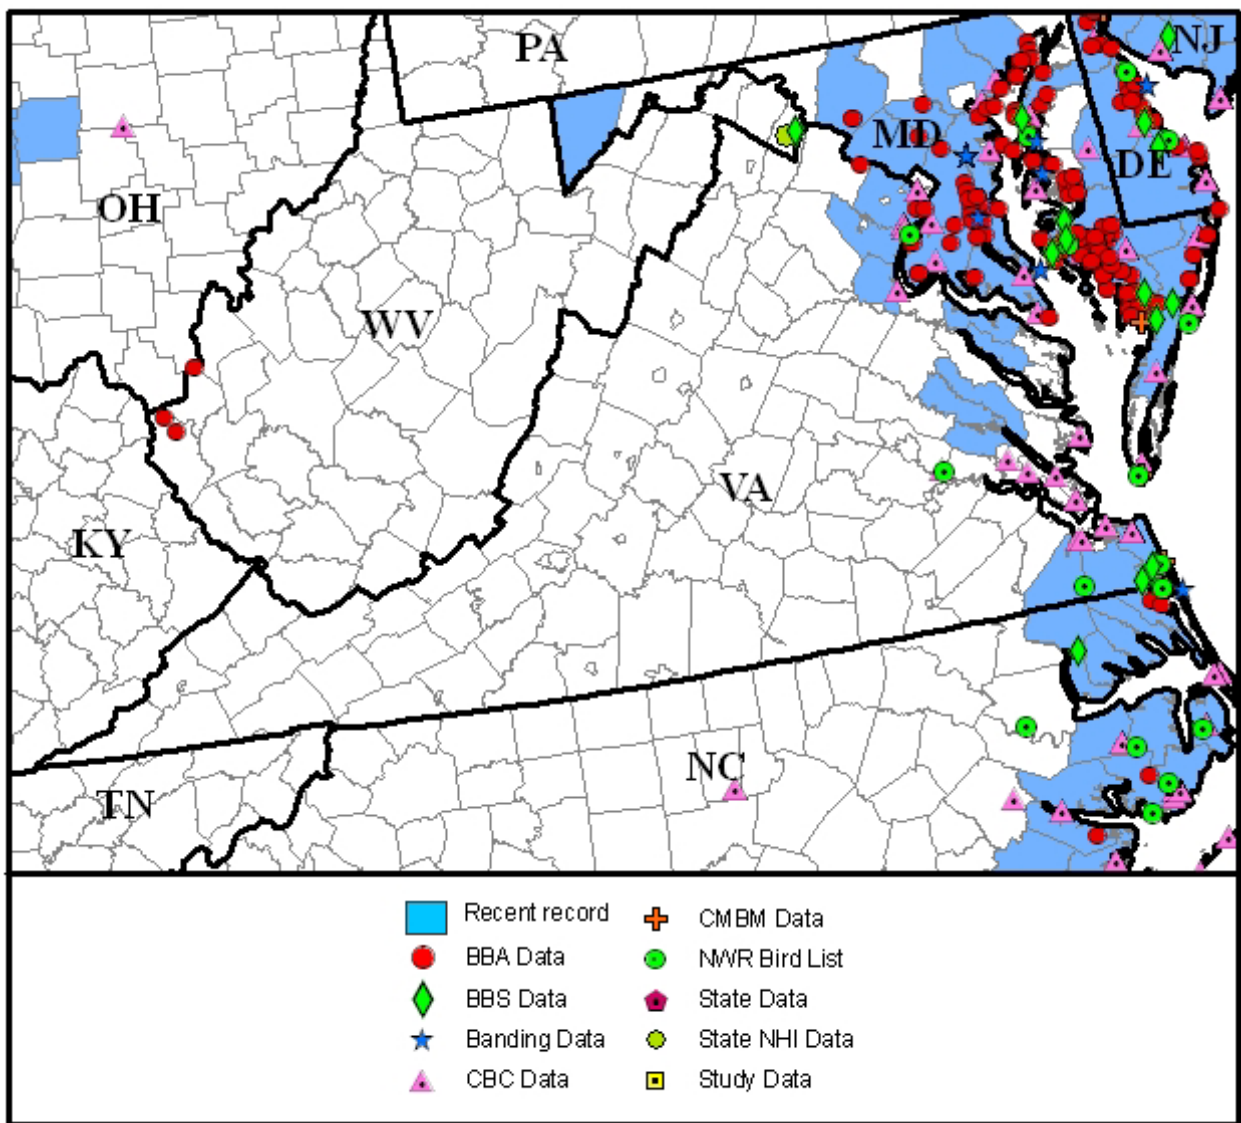 PA
NJ
MD
DE
OH
WV
VA
KY
NC
TN
Recent record
CMBM Data
BBA Data
NWR Bird List
BBS Data
State Data
Banding Data
State NHI Data
CBC Data
Study Data